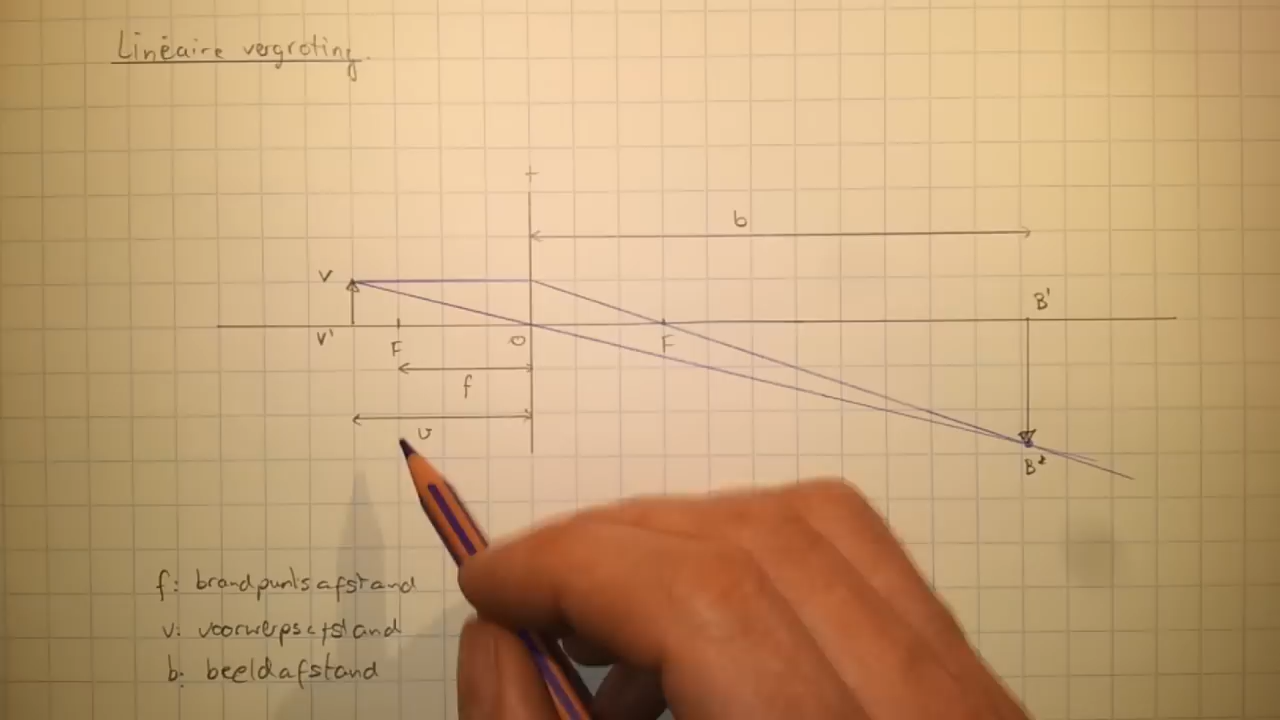 Lineaire vergroting
+
b
V
B'
V'
F
O
F
f
v
B
f: brandpuntsafstand
v: voorwerpsafstand
b: beeldafstand